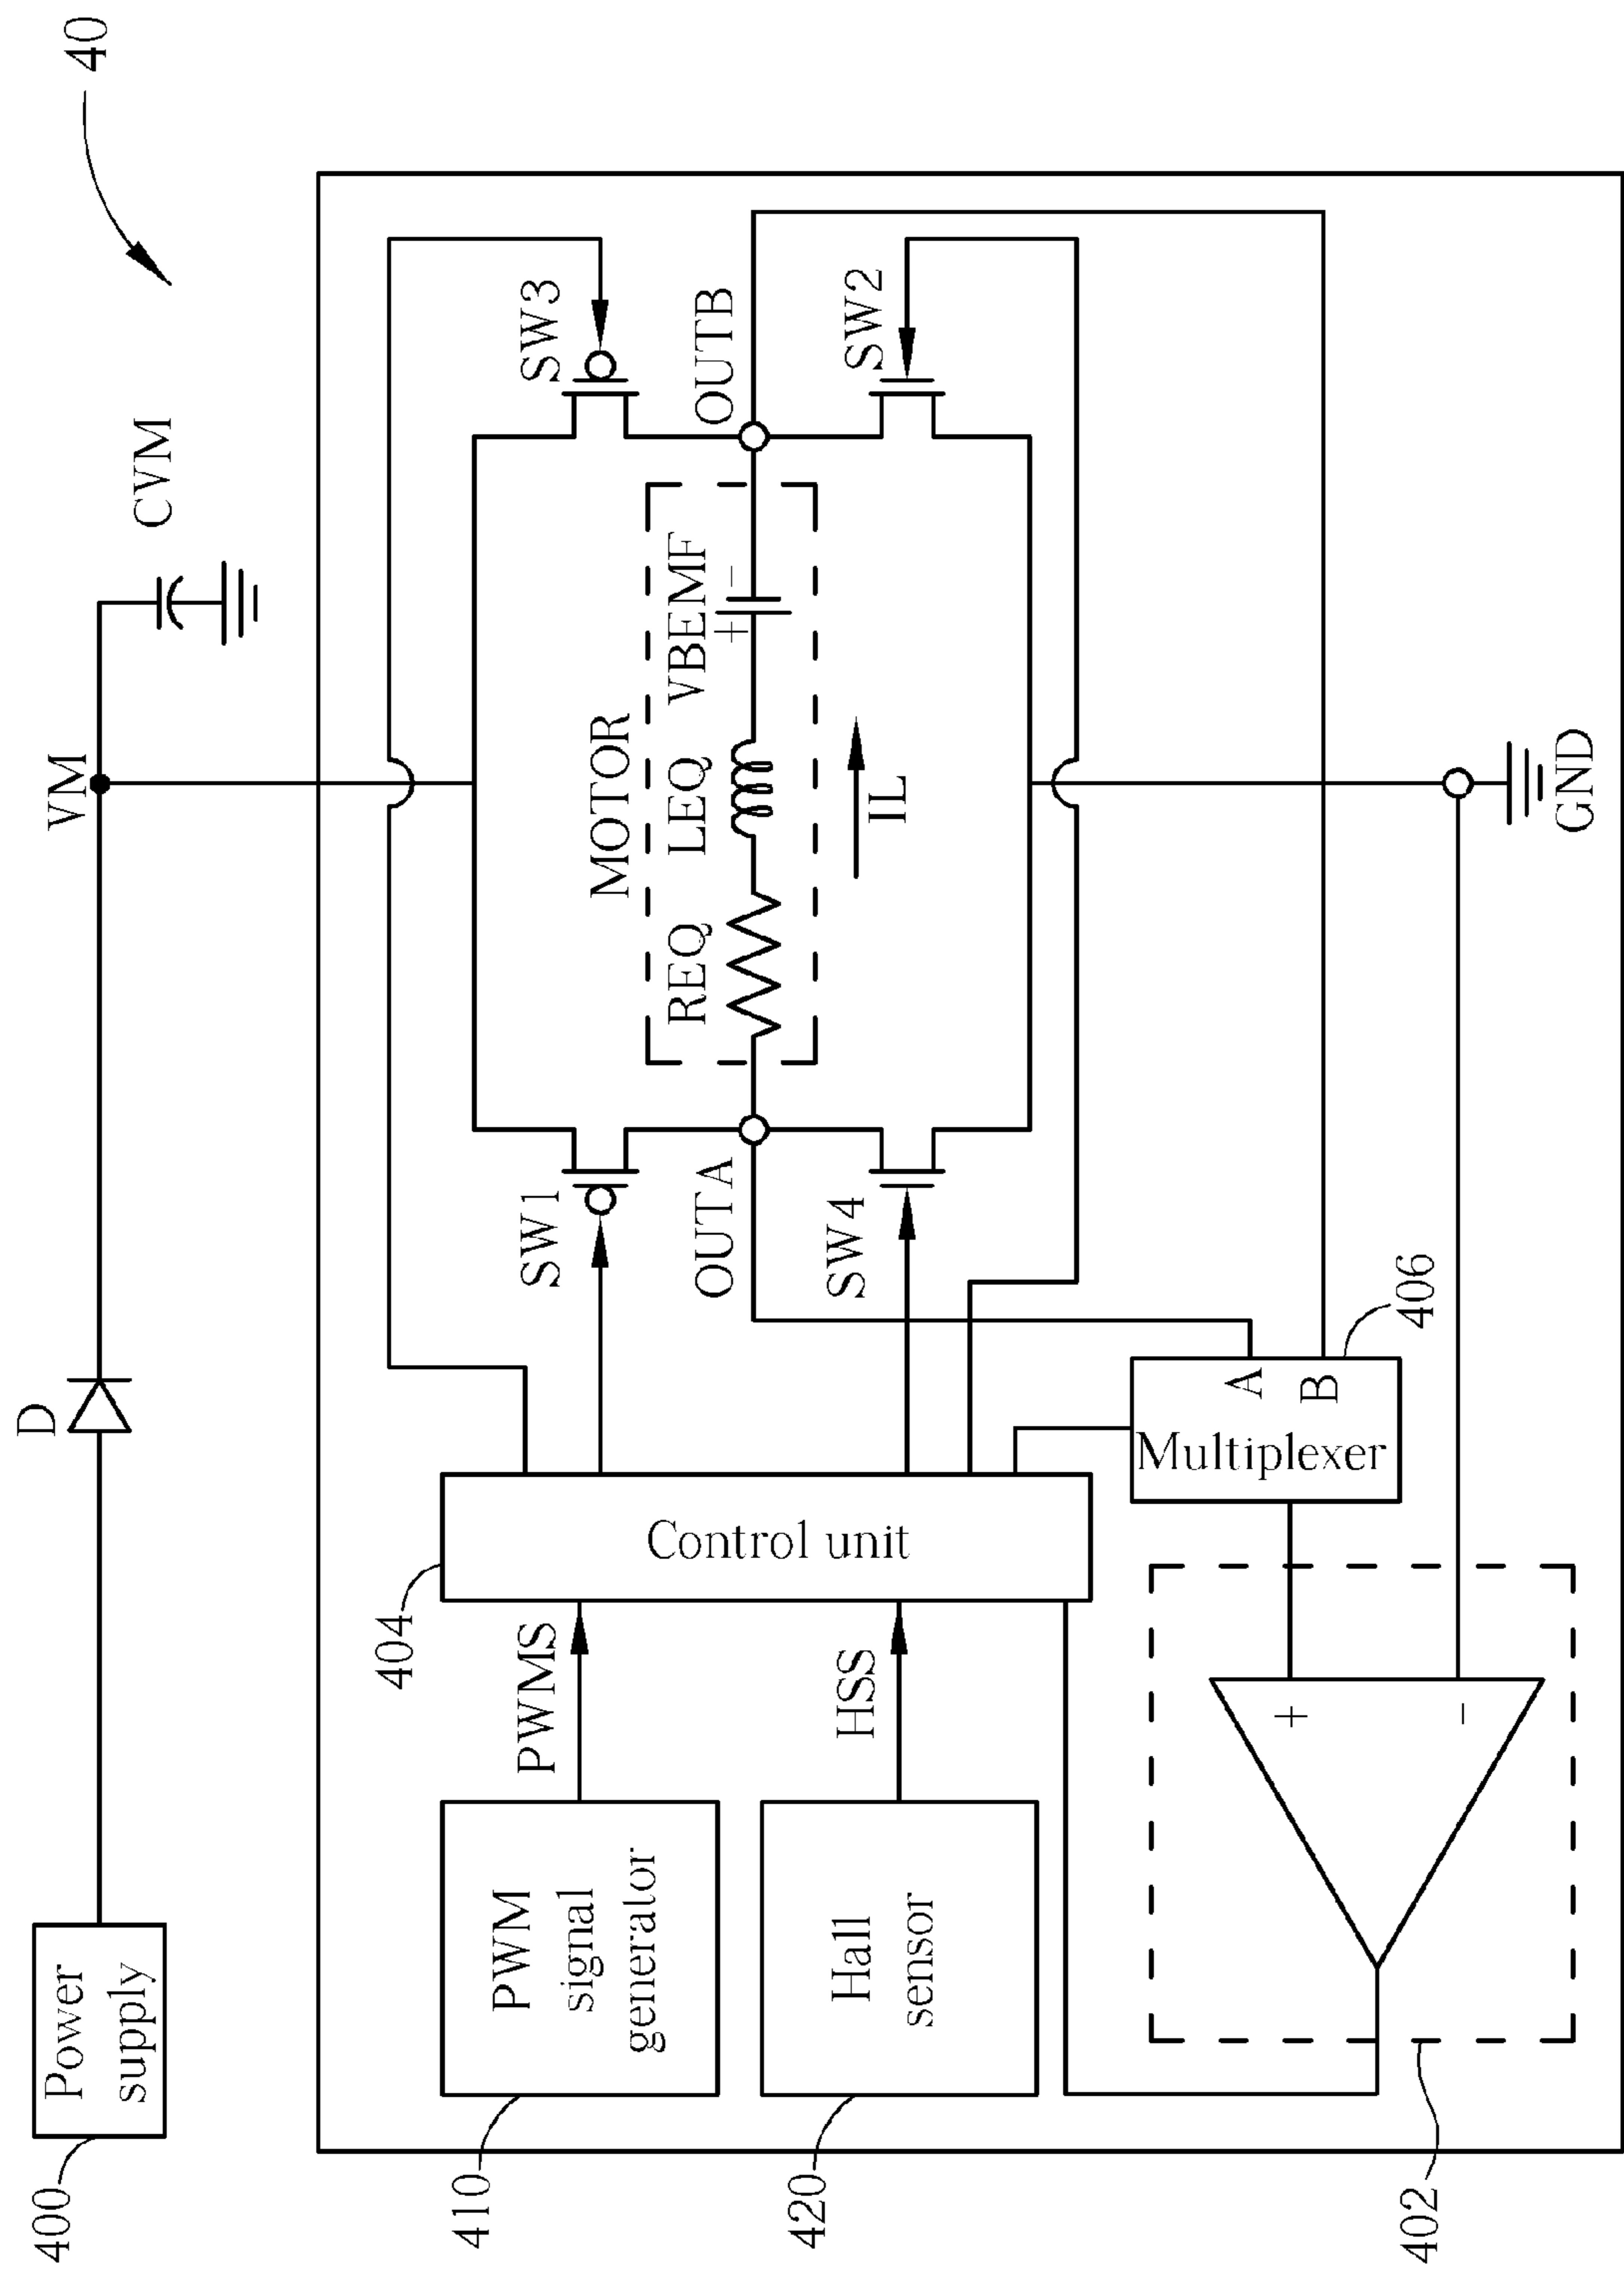 40
400
Power
supply
D
VM
CVM
SW1
SW3
MOTOR
REQ
LEQ
VBEMF
+
-
OUTA
OUTB
IL
SW4
SW2
404
Control unit
410
PWM
signal
generator
PWMS
420
Hall
sensor
HSS
406
A
B
Multiplexer
402
+
-
GND